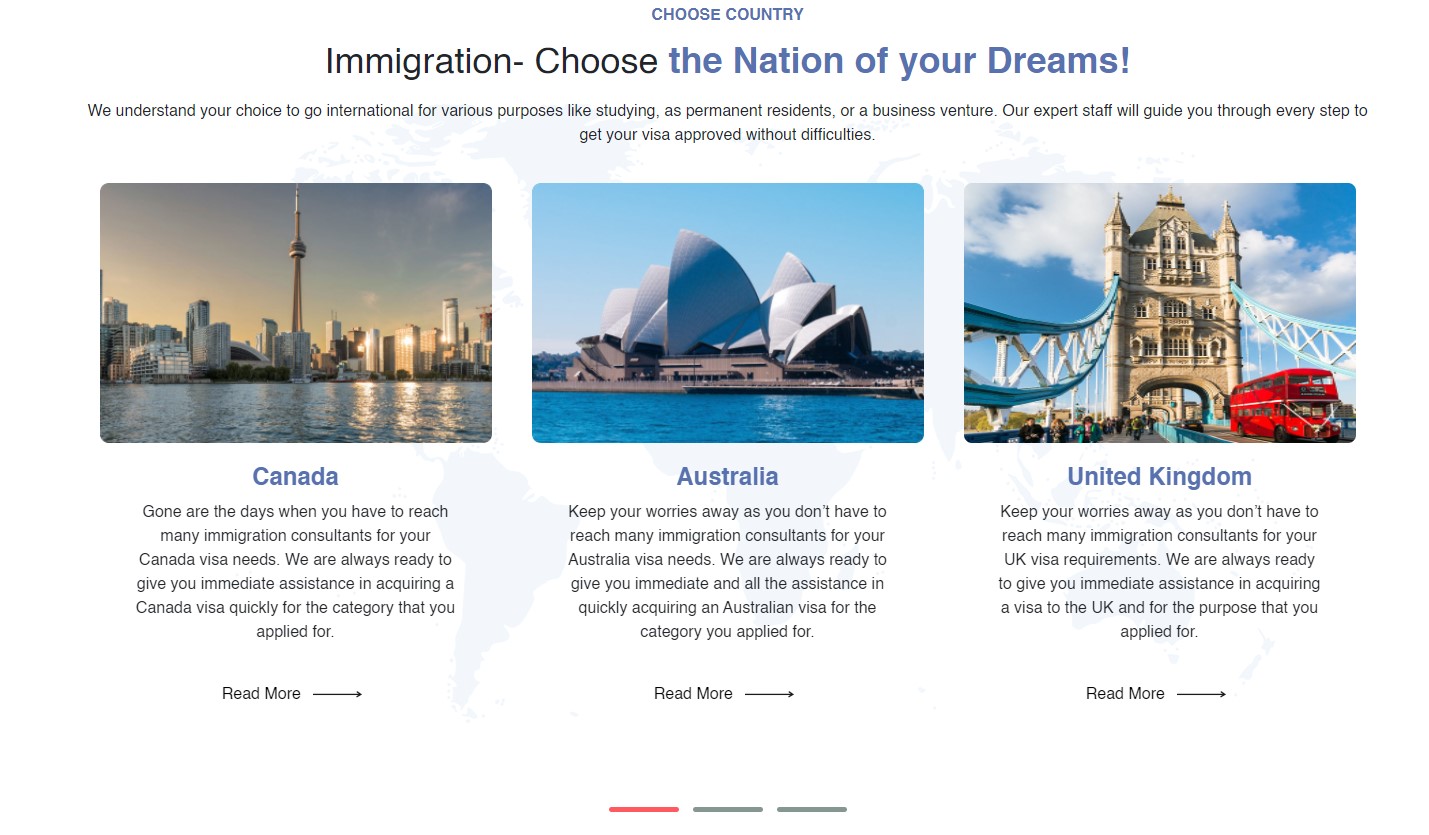 CHOOSE COUNTRY
Immigration- Choose the Nation of your Dreams!
We understand your choice to go international for various purposes like studying, as permanent residents, or a business venture. Our expert staff will guide you through every step to
get your visa approved without difficulties.
Canada
Gone are the days when you have to reach
many immigration consultants for your
Canada visa needs. We are always ready to
give you immediate assistance in acquiring a
Canada visa quickly for the category that you
applied for.
Read More
Australia
Keep your worries away as you don’t have to
reach many immigration consultants for your
Australia visa needs. We are always ready to
give you immediate and all the assistance in
quickly acquiring an Australian visa for the
category you applied for.
Read More
United Kingdom
Keep your worries away as you don’t have to
reach many immigration consultants for your
UK visa requirements. We are always ready
to give you immediate assistance in acquiring
a visa to the UK and for the purpose that you
applied for.
Read More